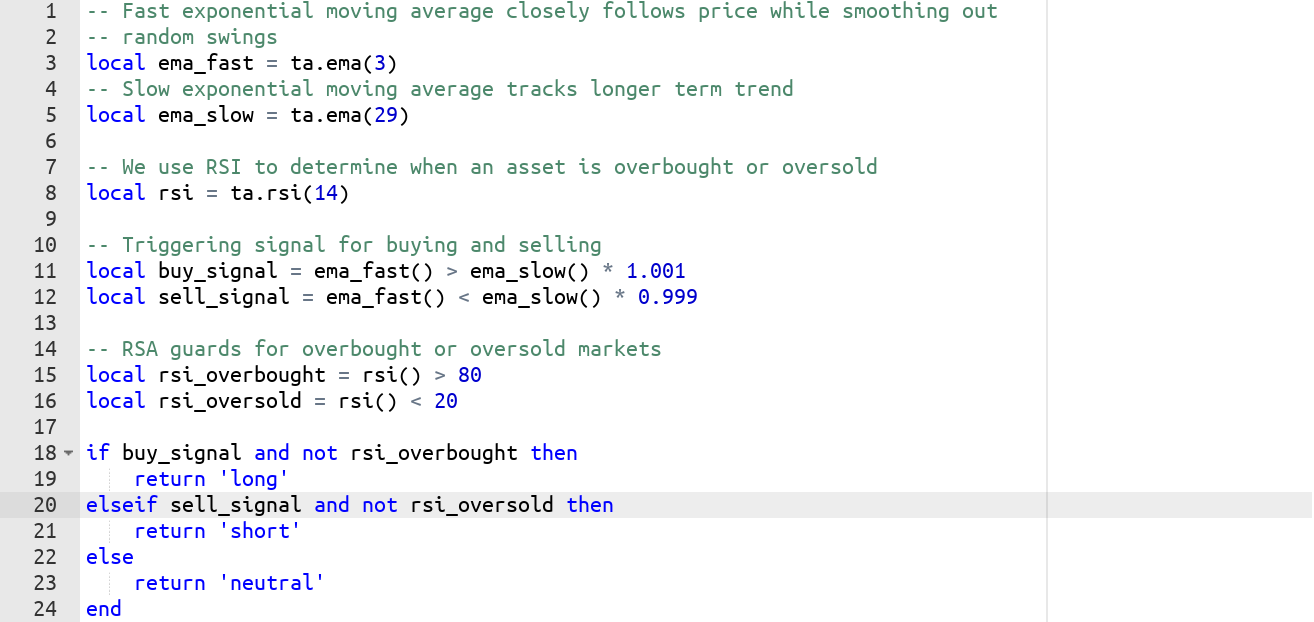 1 -- Fast exponential moving average closely follows price while smoothing out
2 -- random swings
3 local ema_fast = ta.ema(3)
4 -- Slow exponential moving average tracks longer term trend
5 local ema_slow = ta.ema(29)
6
7 -- We use RSI to determine when an asset is overbought or oversold
8 local rsi = ta.rsi(14)
9
10 -- Triggering signal for buying and selling
11 local buy_signal = ema_fast() > ema_slow() * 1.001
12 local sell_signal = ema_fast() < ema_slow() * 0.999
13
14 -- RSA guards for overbought or oversold markets
15 local rsi_overbought = rsi() > 80
16 local rsi_oversold = rsi() < 20
17
18 if buy_signal and not rsi_overbought then
19     return 'long'
20 elseif sell_signal and not rsi_oversold then
21     return 'short'
22 else
23     return 'neutral'
24 end